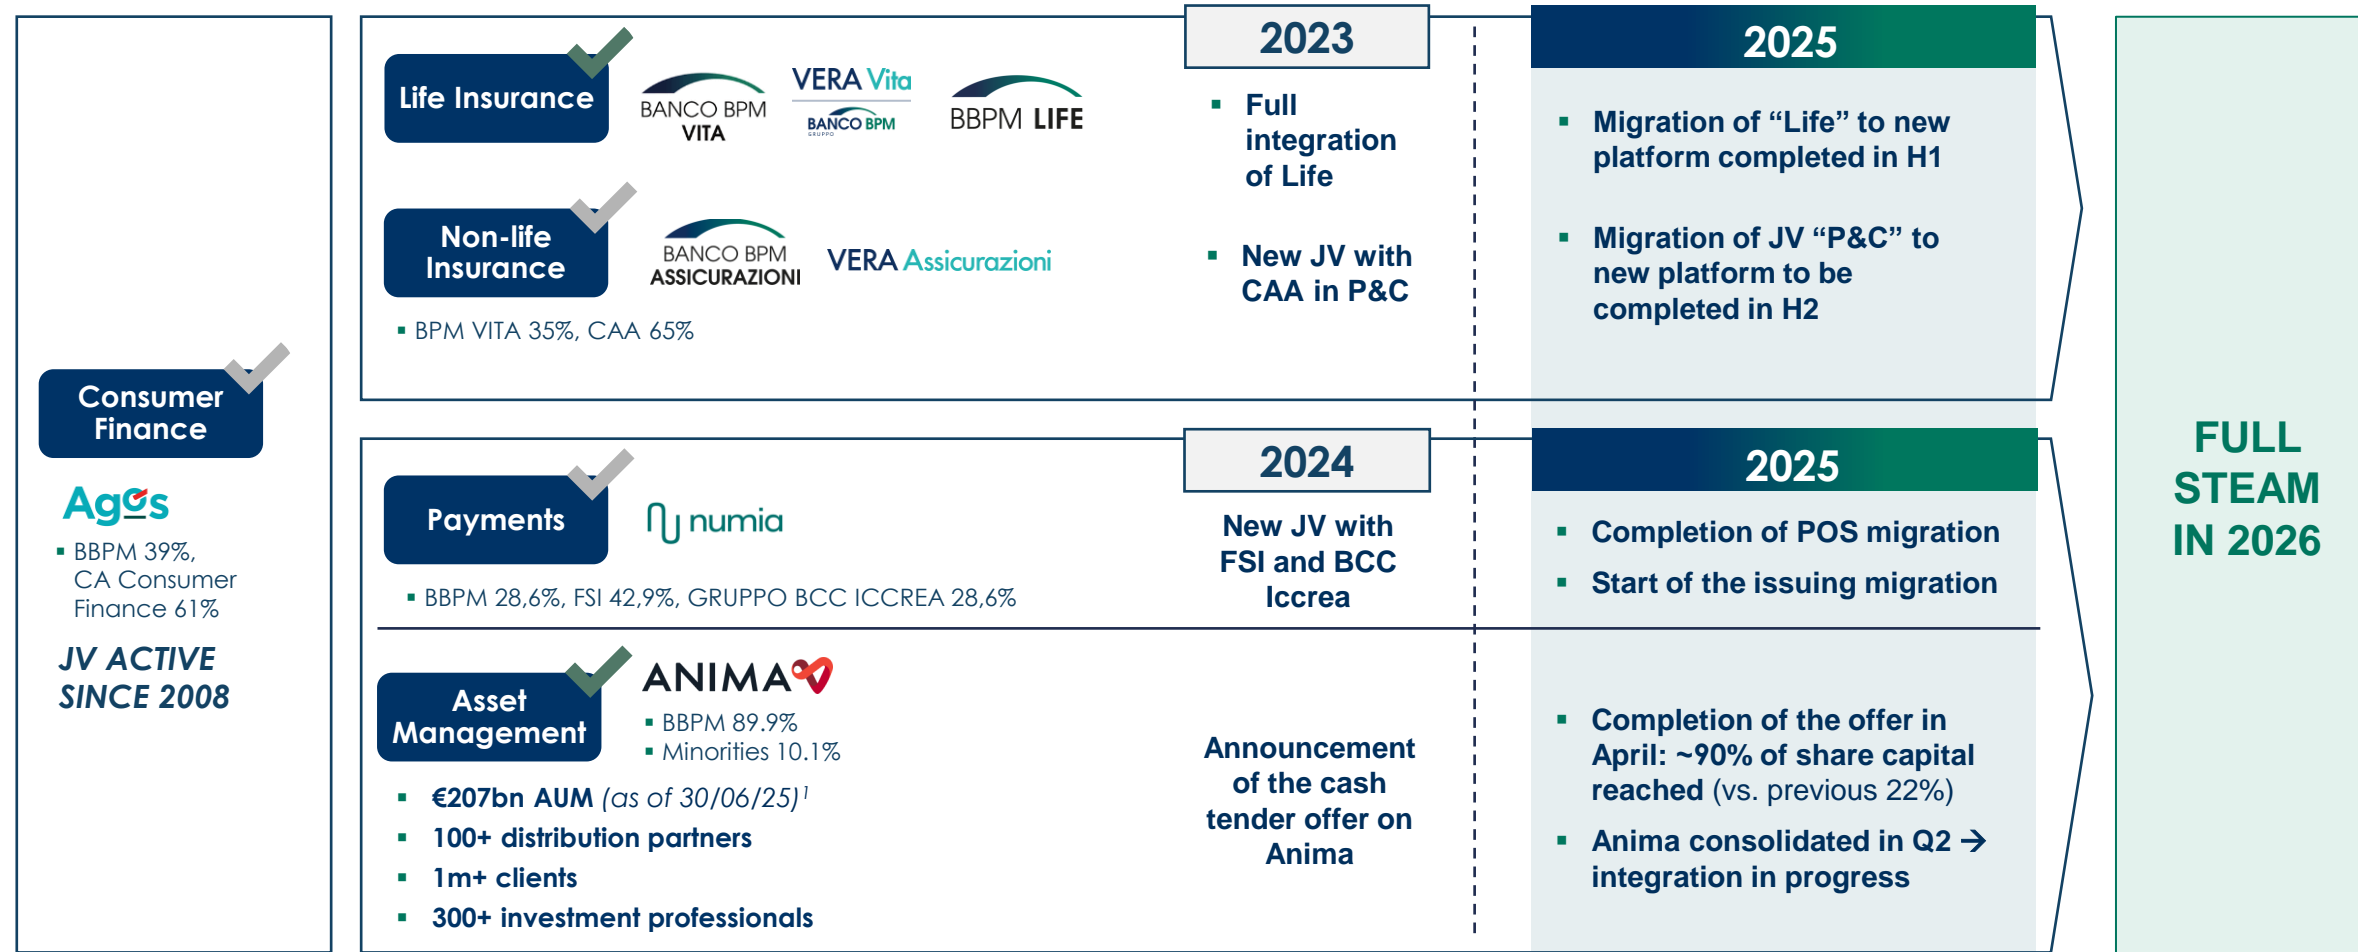 Consumer
Finance
Agos
▪ BBPM 39%,
CA Consumer
Finance 61%
JV ACTIVE
SINCE 2008
Life Insurance
BANCO BPM
VITA
VERA Vita
BANCO BPM
GRUPPO
BBPM LIFE
Non-life
Insurance
BANCO BPM
ASSICURAZIONI
VERA Assicurazioni
▪ BPM VITA 35%, CAA 65%
2023
▪ Full
integration
of Life
▪ New JV with
CAA in P&C
2025
▪ Migration of “Life” to new
platform completed in H1
▪ Migration of JV “P&C” to
new platform to be
completed in H2
Payments
numia
▪ BBPM 28,6%, FSI 42,9%, GRUPPO BCC ICCREA 28,6%
2024
New JV with
FSI and BCC
Iccrea
2025
▪ Completion of POS migration
▪ Start of the issuing migration
Asset
Management
ANIMA
▪ BBPM 89.9%
▪ Minorities 10.1%
▪ €207bn AUM (as of 30/06/25)1
▪ 100+ distribution partners
▪ 1m+ clients
▪ 300+ investment professionals
Announcement
of the cash
tender offer on
Anima
▪ Completion of the offer in
April: ~90% of share capital
reached (vs. previous 22%)
▪ Anima consolidated in Q2 →
integration in progress
FULL
STEAM
IN 2026